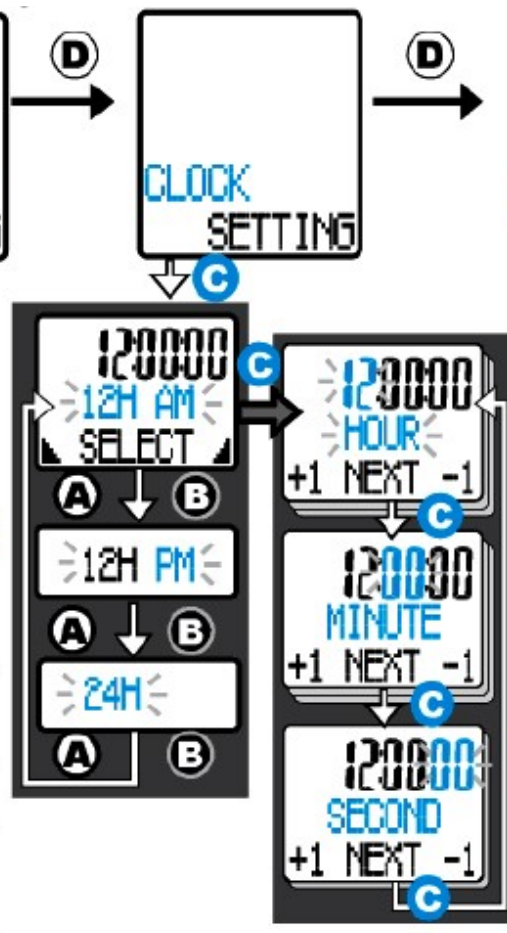 D
D
CLOCK
SETTING
C
12:00:00
12H AM
SELECT
A B
12H PM
A B
24H
A B
C
12:00:00
HOUR
+1 NEXT -1
C
12:00:00
MINUTE
+1 NEXT -1
C
12:00:00
SECOND
+1 NEXT -1
C